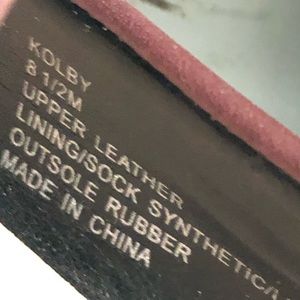 KOLBY
8 1/2M
UPPER LEATHER
LINING/SOCK SYNTHETIC/
OUTSOLE RUBBER
MADE IN CHINA